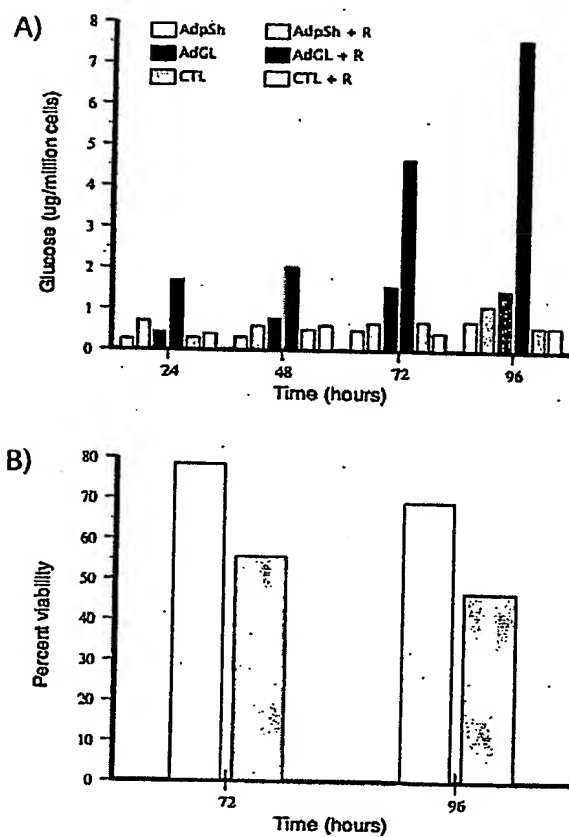 A)
AdpSh AdpSh + R
AdGL AdGL + R
CTL CTL + R
Glucose (ug/million cells)
8
7
6
5
4
3
2
1
0
24 48 72 96
Time (hours)
B)
Percent viability
80
70
60
50
40
30
20
10
0
72 96
Time (hours)